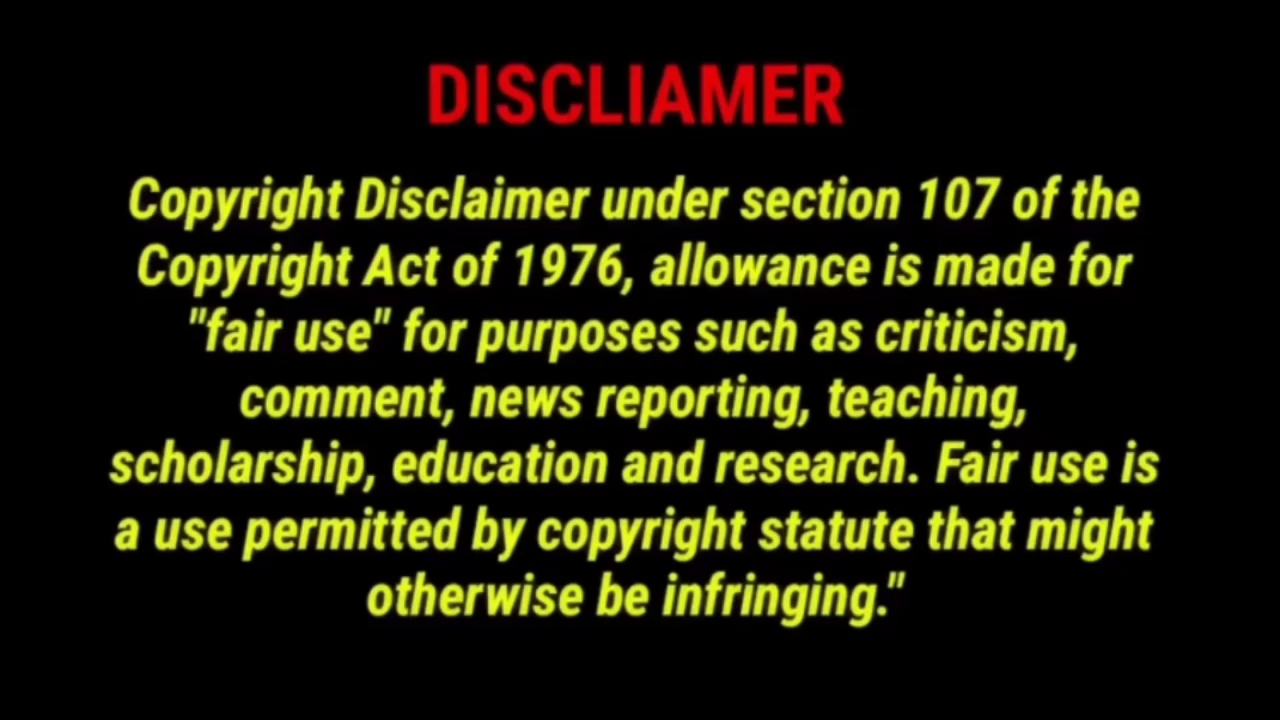 DISCLIAMER
Copyright Disclaimer under section 107 of the
Copyright Act of 1976, allowance is made for
"fair use" for purposes such as criticism,
comment, news reporting, teaching,
scholarship, education and research. Fair use is
a use permitted by copyright statute that might
otherwise be infringing."